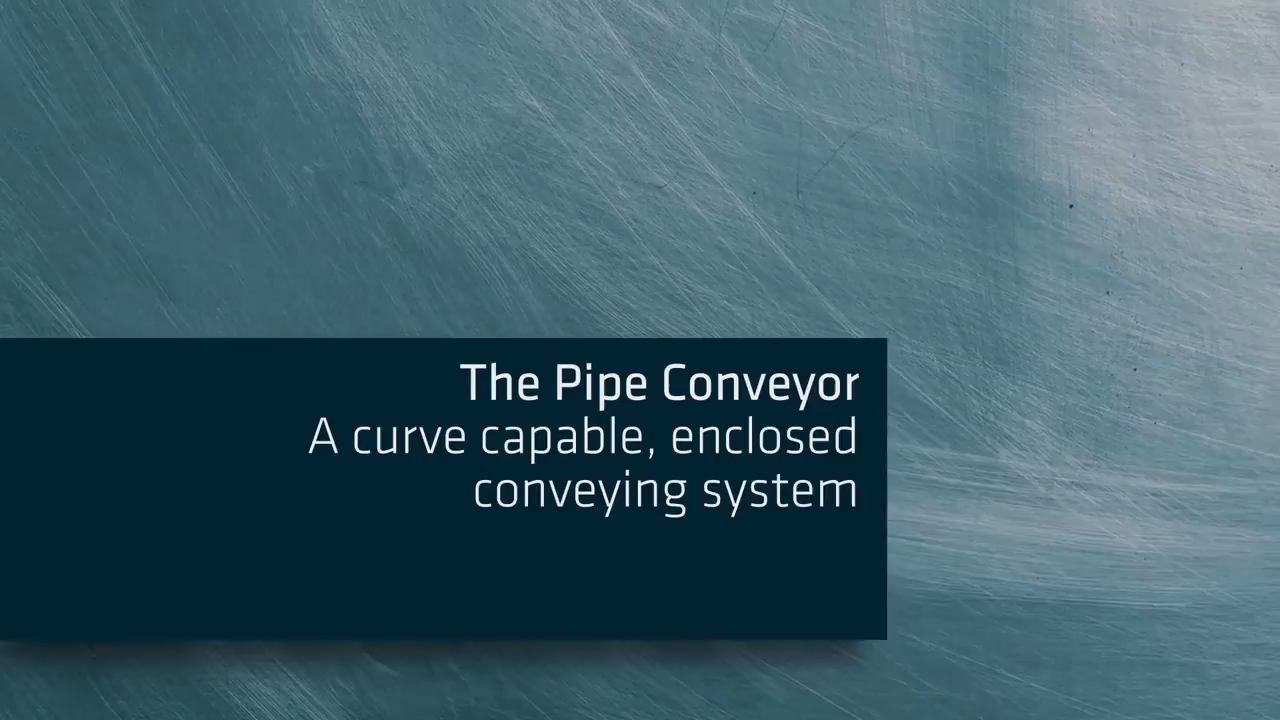 The Pipe Conveyor
A curve capable, enclosed
conveying system